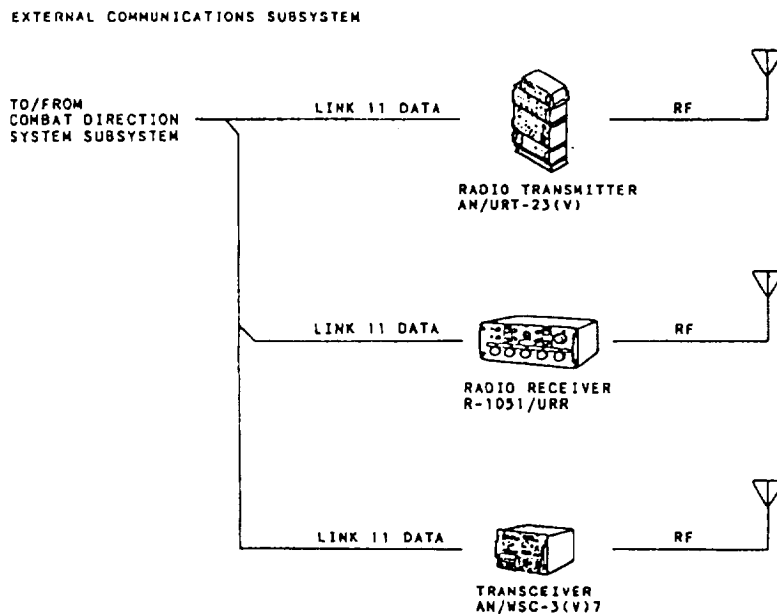 EXTERNAL COMMUNICATIONS SUBSYSTEM
TO/FROM
COMBAT DIRECTION
SYSTEM SUBSYSTEM
LINK 11 DATA
RF
RADIO TRANSMITTER
AN/URT-23(V)
LINK 11 DATA
RF
RADIO RECEIVER
R-1051/URR
LINK 11 DATA
RF
TRANSCEIVER
AN/WSC-3(V)7